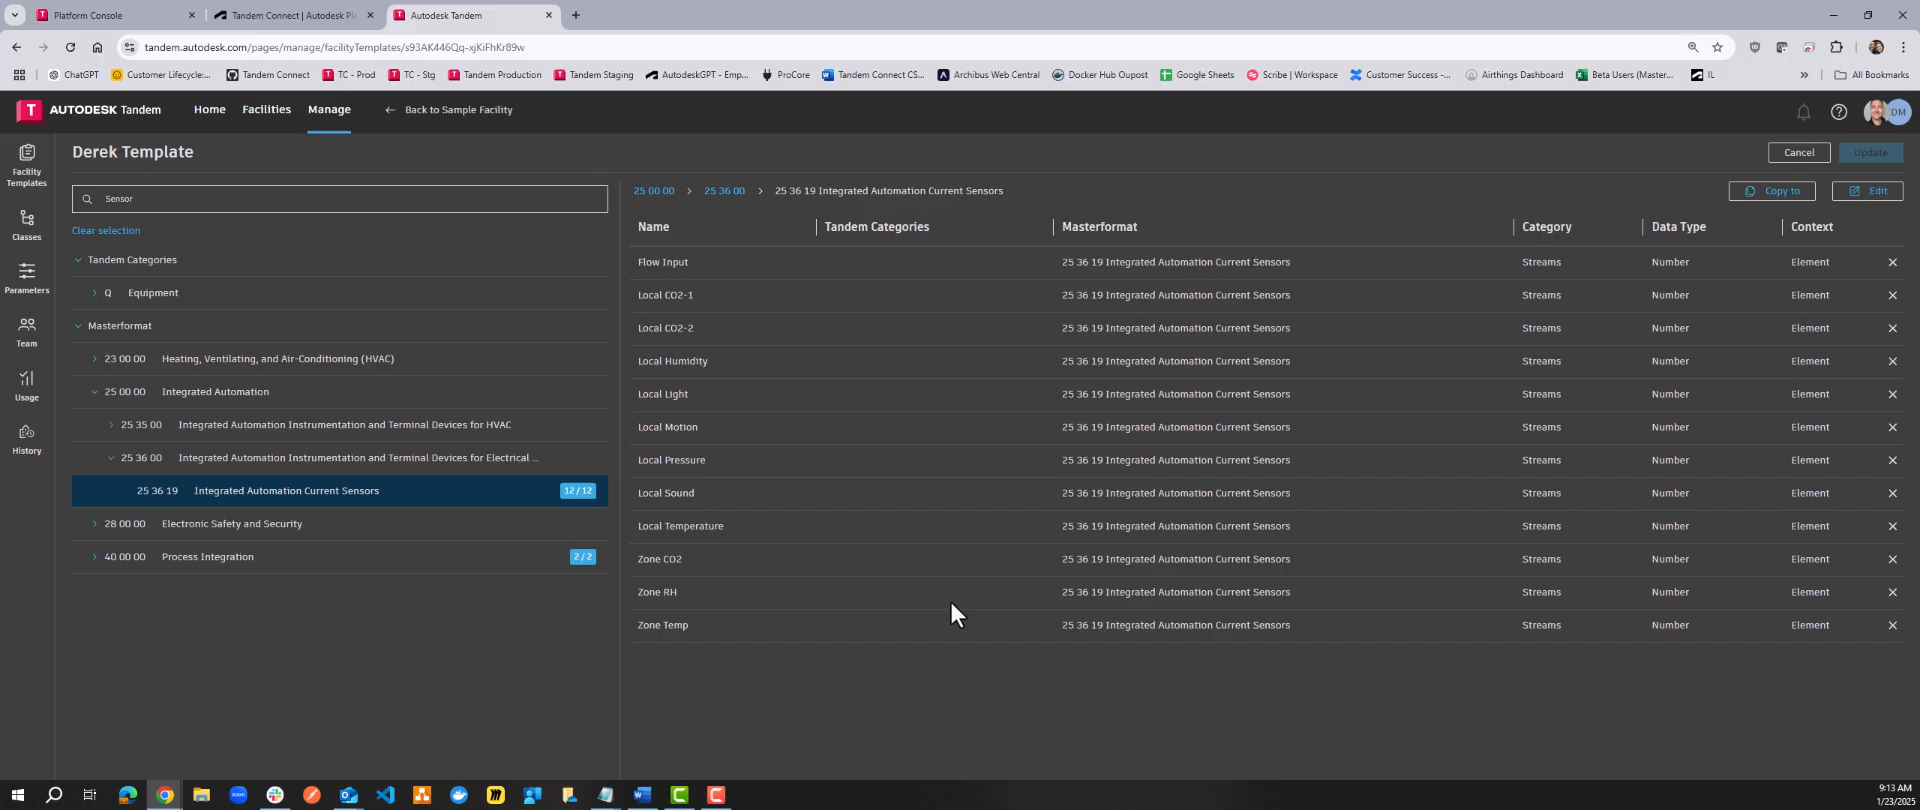 Platform Console
Tandem Connect | Autodesk Pl
Autodesk Tandem
tandem.autodesk.com/pages/manage/facilityTemplates/s93AK446Qq-xjKiFhKr89w
ChatGPT
Customer Lifecycle:...
Tandem Connect
TC - Prod
TC - Stg
Tandem Production
Tandem Staging
AutodeskGPT - Emp...
ProCore
Tandem Connect CS...
Archibus Web Central
Docker Hub Oupost
Google Sheets
Scribe | Workspace
Customer Success -...
Airthings Dashboard
Beta Users (Master...
IL
All Bookmarks
AUTODESK Tandem
Home
Facilities
Manage
Back to Sample Facility
DM
Facility
Templates
Classes
Parameters
Team
Usage
History
Derek Template
Cancel
Update
Sensor
Clear selection
Tandem Categories
Q Equipment
Masterformat
23 00 00 Heating, Ventilating, and Air-Conditioning (HVAC)
25 00 00 Integrated Automation
25 35 00 Integrated Automation Instrumentation and Terminal Devices for HVAC
25 36 00 Integrated Automation Instrumentation and Terminal Devices for Electrical ...
25 36 19 Integrated Automation Current Sensors 12 / 12
28 00 00 Electronic Safety and Security
40 00 00 Process Integration 2 / 2
25 00 00 > 25 36 00 > 25 36 19 Integrated Automation Current Sensors
Copy to
Edit
Name Tandem Categories Masterformat Category Data Type Context
Flow Input 25 36 19 Integrated Automation Current Sensors Streams Number Element
Local CO2-1 25 36 19 Integrated Automation Current Sensors Streams Number Element
Local CO2-2 25 36 19 Integrated Automation Current Sensors Streams Number Element
Local Humidity 25 36 19 Integrated Automation Current Sensors Streams Number Element
Local Light 25 36 19 Integrated Automation Current Sensors Streams Number Element
Local Motion 25 36 19 Integrated Automation Current Sensors Streams Number Element
Local Pressure 25 36 19 Integrated Automation Current Sensors Streams Number Element
Local Sound 25 36 19 Integrated Automation Current Sensors Streams Number Element
Local Temperature 25 36 19 Integrated Automation Current Sensors Streams Number Element
Zone CO2 25 36 19 Integrated Automation Current Sensors Streams Number Element
Zone RH 25 36 19 Integrated Automation Current Sensors Streams Number Element
Zone Temp 25 36 19 Integrated Automation Current Sensors Streams Number Element
9:13 AM
1/23/2025